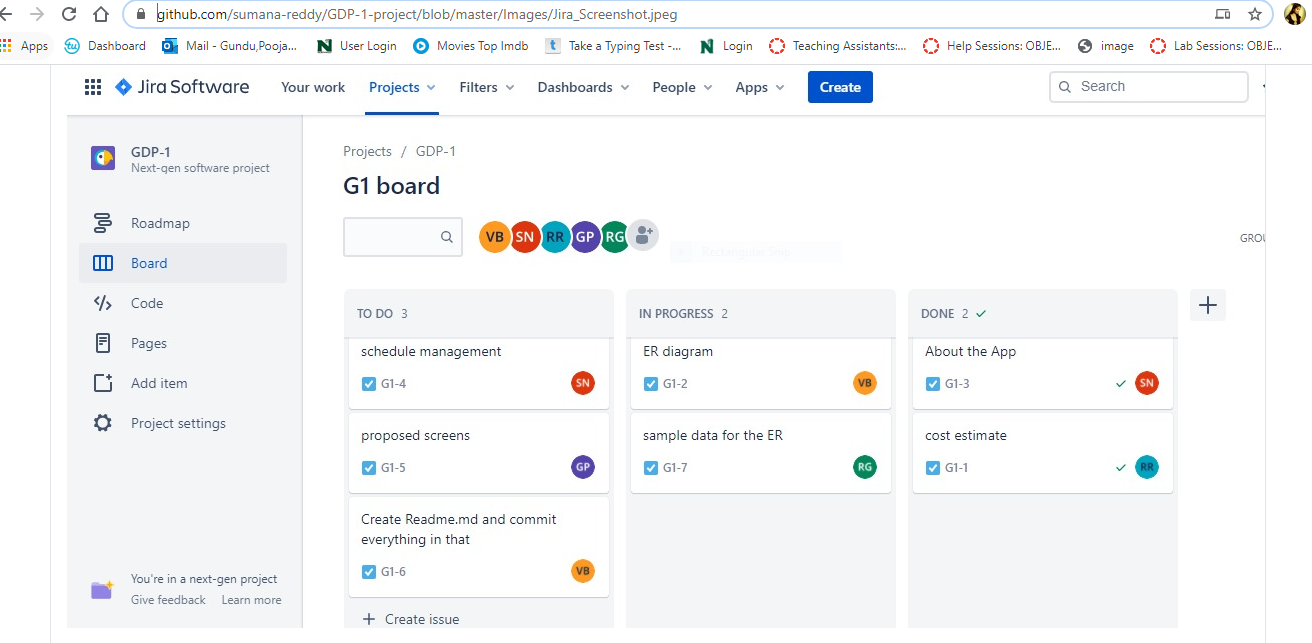 github.com/sumana-reddy/GDP-1-project/blob/master/Images/Jira_Screenshot.jpeg
Apps Dashboard Mail - Gundu,Pooja... User Login Movies Top Imdb Take a Typing Test -... Login Teaching Assistants:... Help Sessions: OBJE... image Lab Sessions: OBJE...
Jira Software Your work Projects Filters Dashboards People Apps Create Search
GDP-1
Next-gen software project
Roadmap
Board
Code
Pages
Add item
Project settings
You're in a next-gen project
Give feedback Learn more
Projects / GDP-1
G1 board
VB SN RR GP RG
Rectangular Snip
GROU
TO DO 3
schedule management
G1-4 SN
proposed screens
G1-5 GP
Create Readme.md and commit
everything in that
G1-6 VB
+ Create issue
IN PROGRESS 2
ER diagram
G1-2 VB
sample data for the ER
G1-7 RG
DONE 2
About the App
G1-3 SN
cost estimate
G1-1 RR